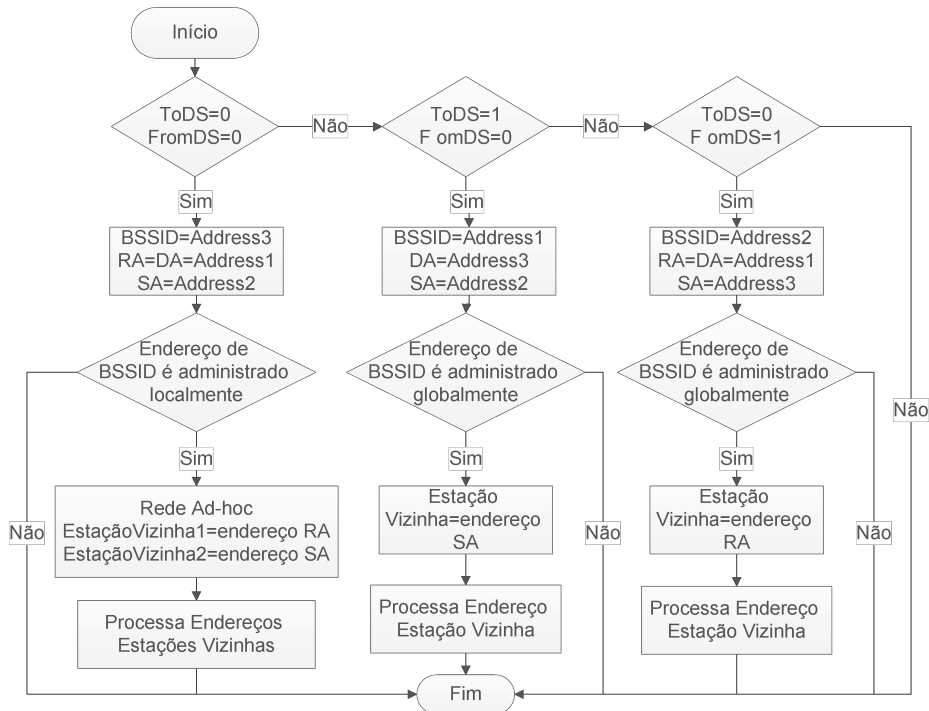 Início
ToDS=0
FromDS=0
Não
ToDS=1
F omDS=0
Não
ToDS=0
F omDS=1
Sim
Sim
Sim
BSSID=Address3
RA=DA=Address1
SA=Address2
BSSID=Address1
DA=Address3
SA=Address2
BSSID=Address2
RA=DA=Address1
SA=Address3
Endereço de
BSSID é administrado
localmente
Endereço de
BSSID é administrado
globalmente
Endereço de
BSSID é administrado
globalmente
Não
Sim
Sim
Sim
Rede Ad-hoc
EstaçãoVizinha1=endereço RA
EstaçãoVizinha2=endereço SA
Estação
Vizinha=endereço
SA
Estação
Vizinha=endereço
RA
Não
Não
Não
Processa Endereços
Estações Vizinhas
Processa Endereço
Estação Vizinha
Processa Endereço
Estação Vizinha
Fim